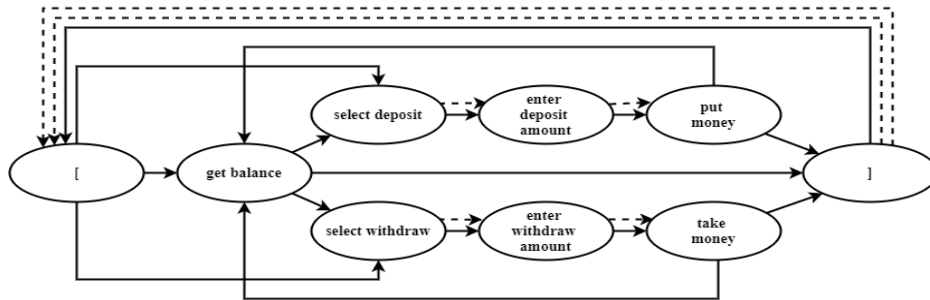 select deposit
enter
deposit
amount
put
money
[
get balance
]
select withdraw
enter
withdraw
amount
take
money